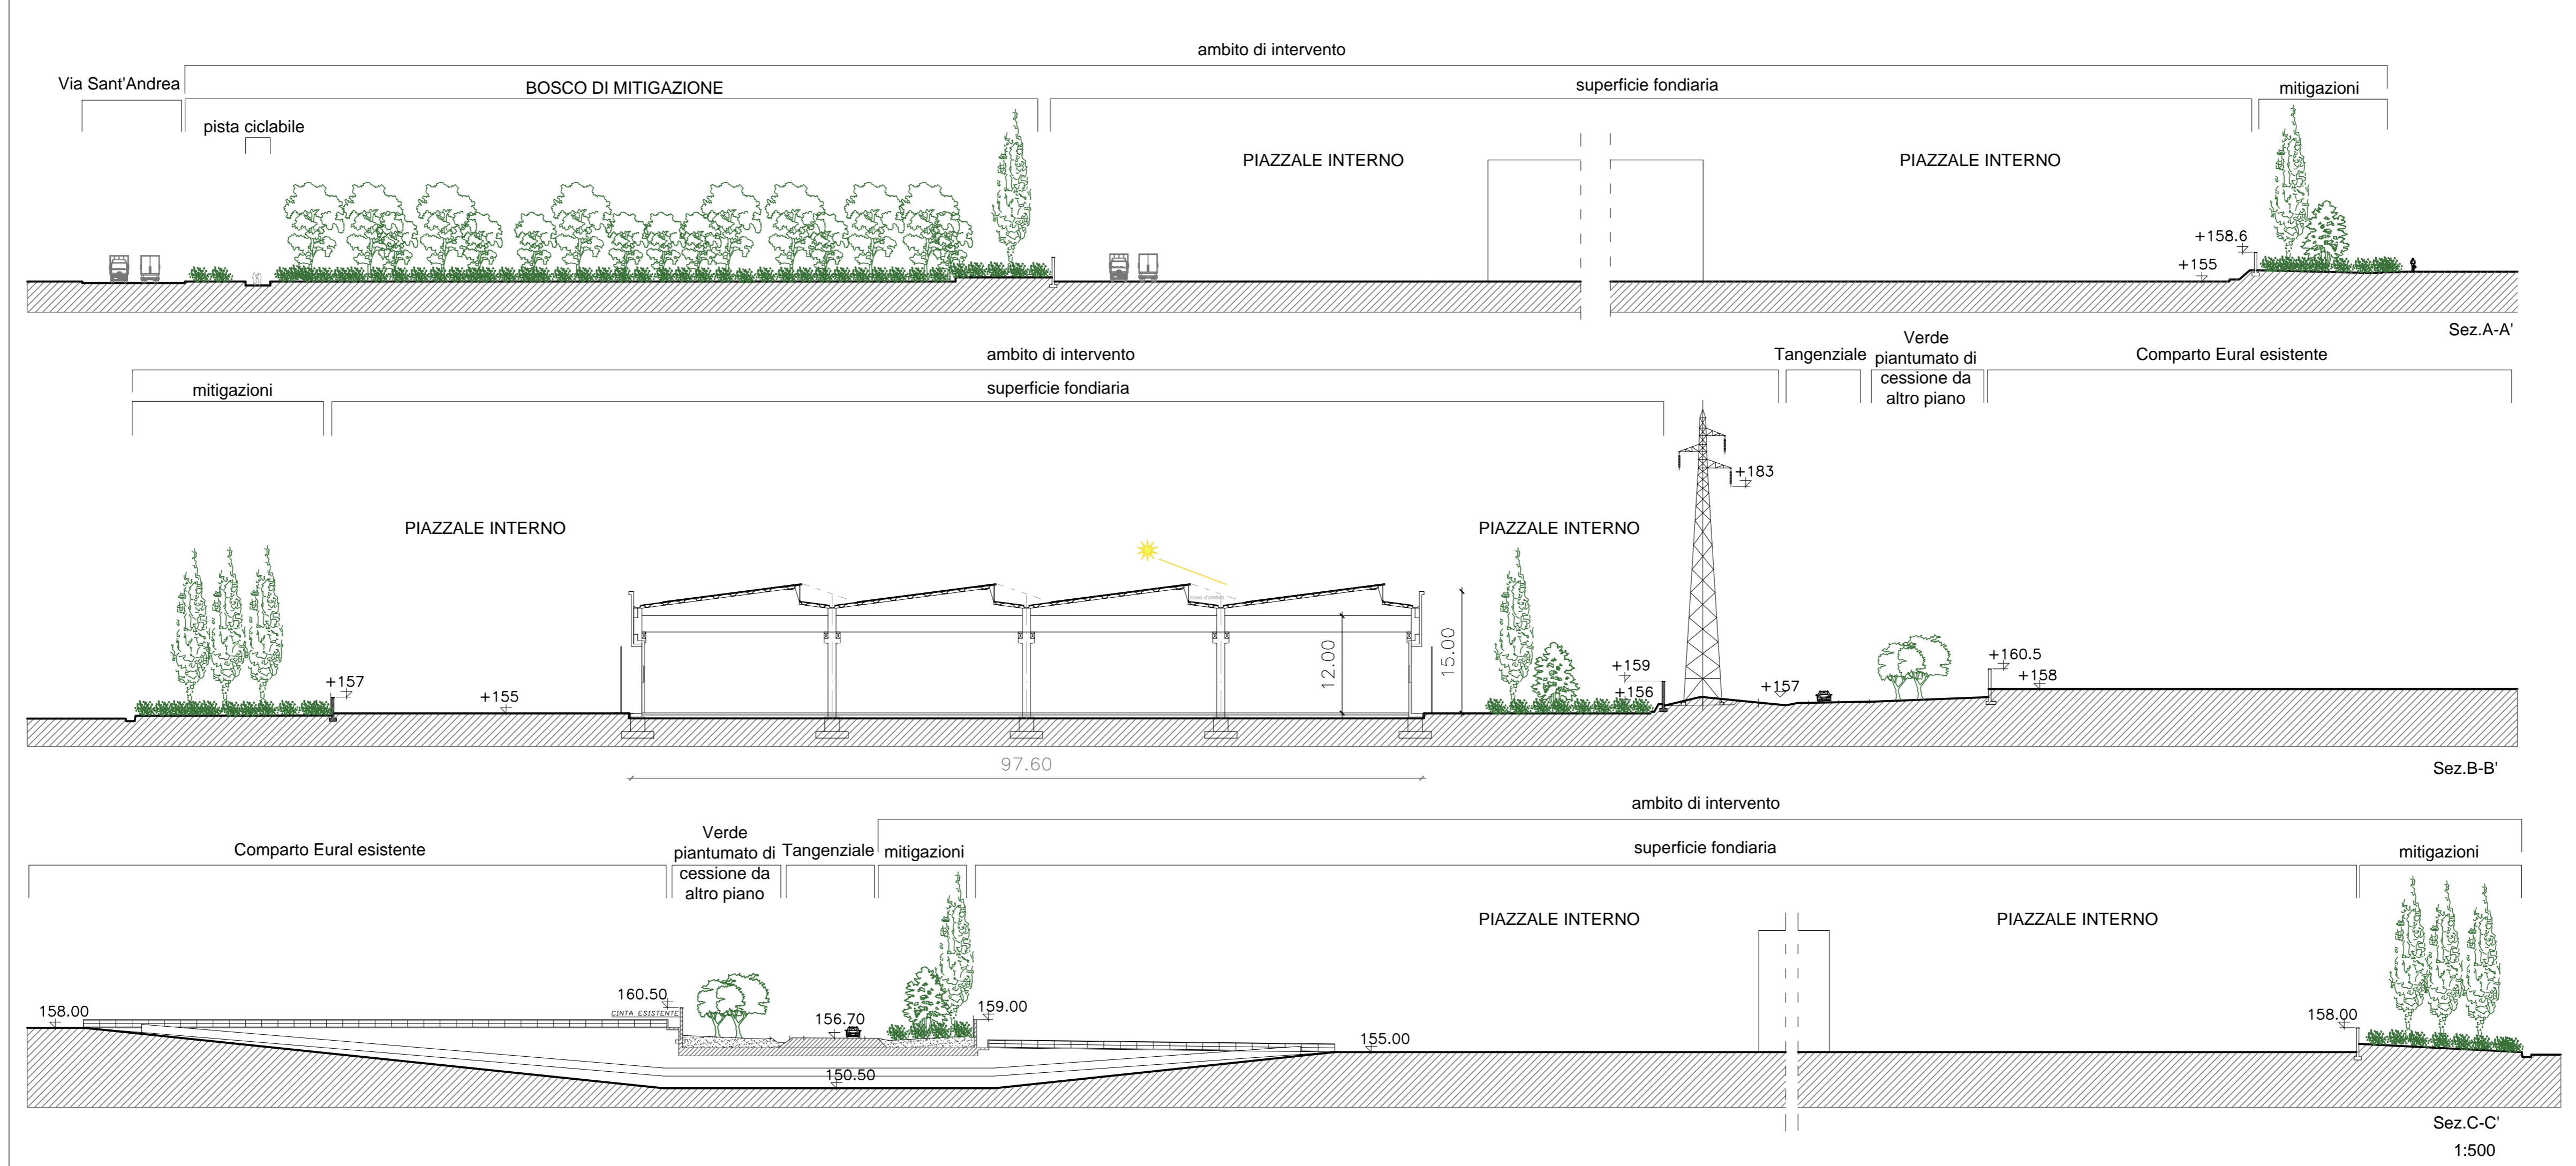 ambito di intervento
Via Sant'Andrea
BOSCO DI MITIGAZIONE
superficie fondiaria
mitigazioni
pista ciclabile
PIAZZALE INTERNO
PIAZZALE INTERNO
+158.6
+155
Sez.A-A'
ambito di intervento
Tangenziale
Verde
piantumato di
cessione da
altro piano
Comparto Eural esistente
mitigazioni
superficie fondiaria
+183
PIAZZALE INTERNO
PIAZZALE INTERNO
cono d'ombra
12.00
15.00
+157
+155
+159
+156
+157
+160.5
+158
97.60
Sez.B-B'
ambito di intervento
Comparto Eural esistente
Verde
piantumato di
cessione da
altro piano
Tangenziale
mitigazioni
superficie fondiaria
mitigazioni
PIAZZALE INTERNO
PIAZZALE INTERNO
158.00
160.50
CINTA ESISTENTE
156.70
159.00
155.00
158.00
150.50
Sez.C-C'
1:500